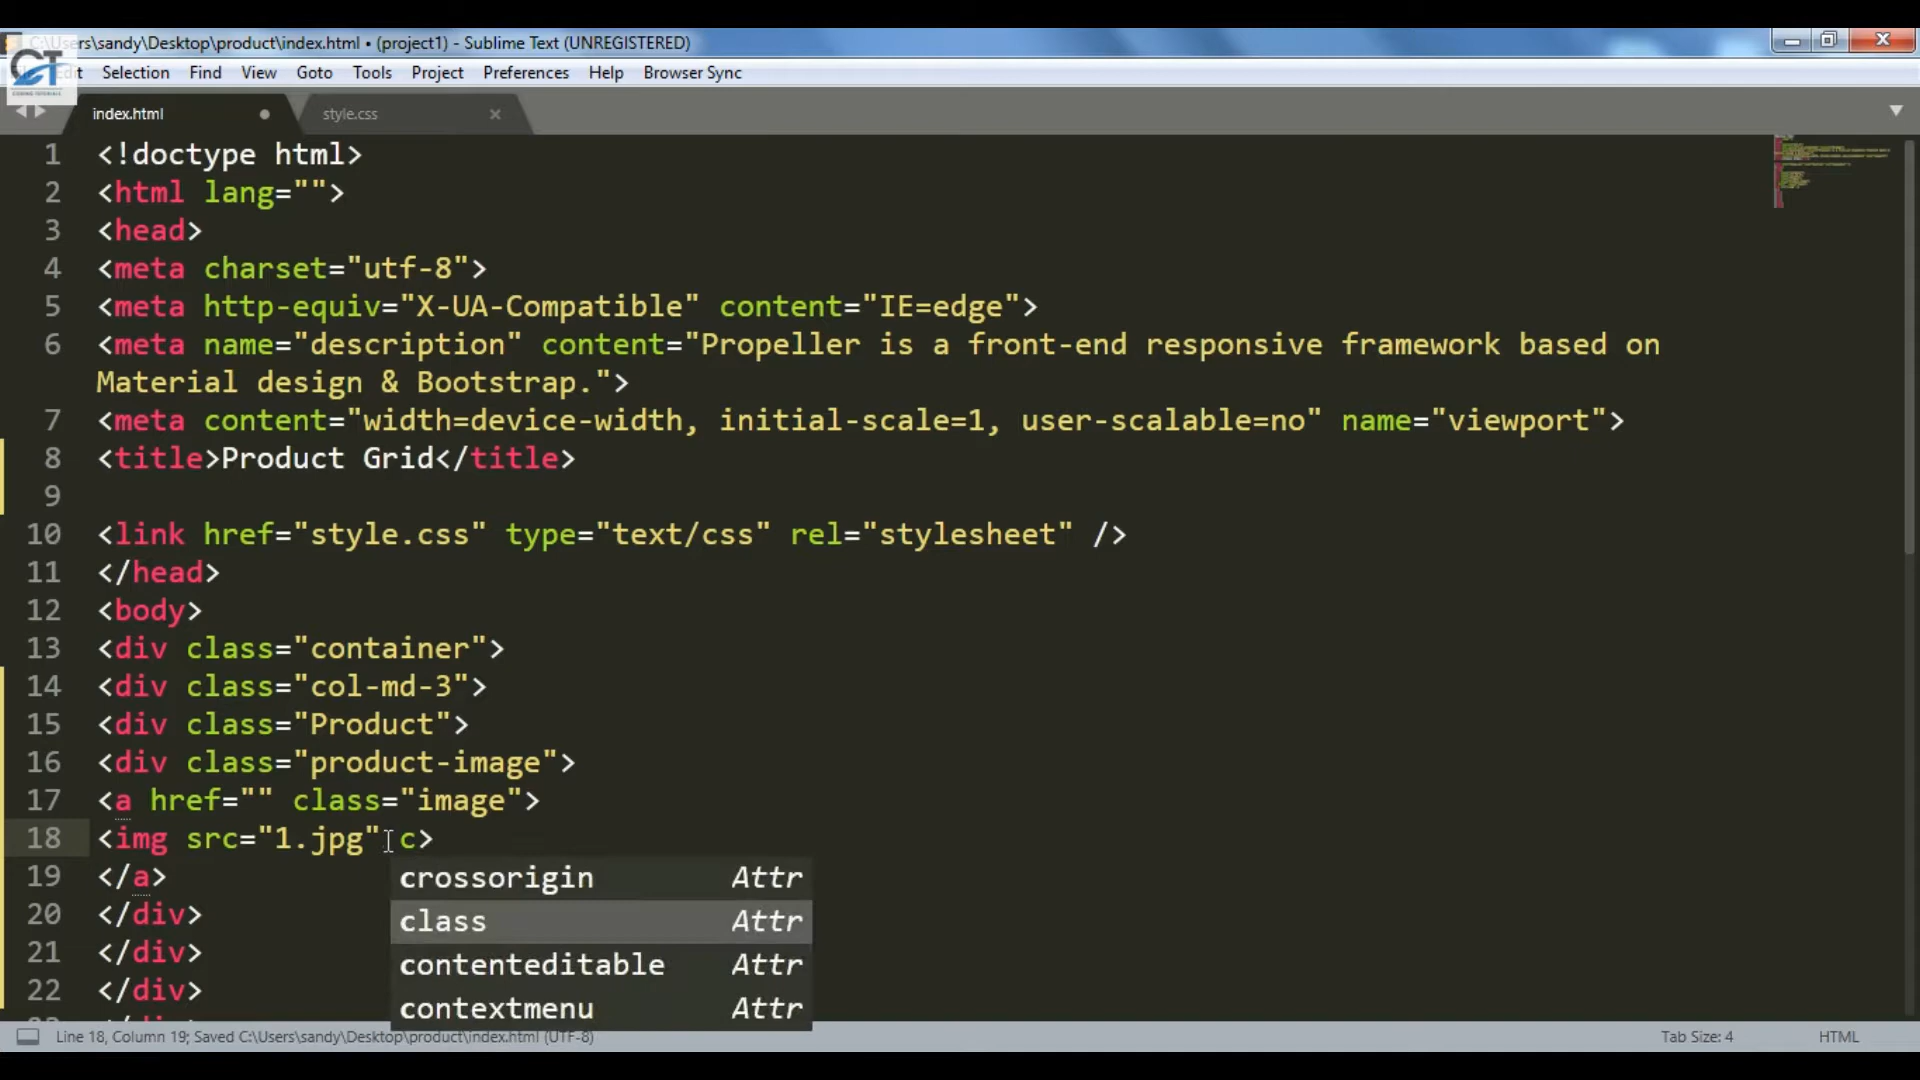 C:\Users\sandy\Desktop\product\index.html • (project1) - Sublime Text (UNREGISTERED)
CT
Edit Selection Find View Goto Tools Project Preferences Help Browser Sync
index.html style.css
1 <!doctype html>
2 <html lang="">
3 <head>
4 <meta charset="utf-8">
5 <meta http-equiv="X-UA-Compatible" content="IE=edge">
6 <meta name="description" content="Propeller is a front-end responsive framework based on
Material design & Bootstrap.">
7 <meta content="width=device-width, initial-scale=1, user-scalable=no" name="viewport">
8 <title>Product Grid</title>
9
10 <link href="style.css" type="text/css" rel="stylesheet" />
11 </head>
12 <body>
13 <div class="container">
14 <div class="col-md-3">
15 <div class="Product">
16 <div class="product-image">
17 <a href="" class="image">
18 <img src="1.jpg" c>
19 </a>
crossorigin Attr
20 </div>
class Attr
21 </div>
contenteditable Attr
22 </div>
contextmenu Attr
Line 18, Column 19; Saved C:\Users\sandy\Desktop\product\index.html (UTF-8) Tab Size: 4 HTML